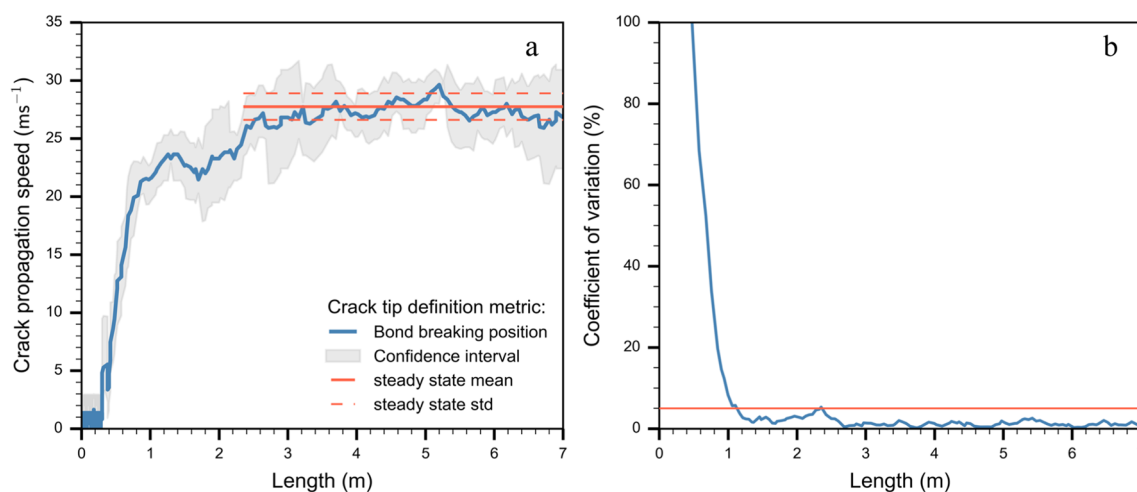 a
Crack propagation speed (ms⁻¹)
35
30
25
20
15
10
5
0
0 1 2 3 4 5 6 7
Length (m)
Crack tip definition metric:
Bond breaking position
Confidence interval
steady state mean
steady state std
b
Coefficient of variation (%)
100
80
60
40
20
0
0 1 2 3 4 5 6
Length (m)